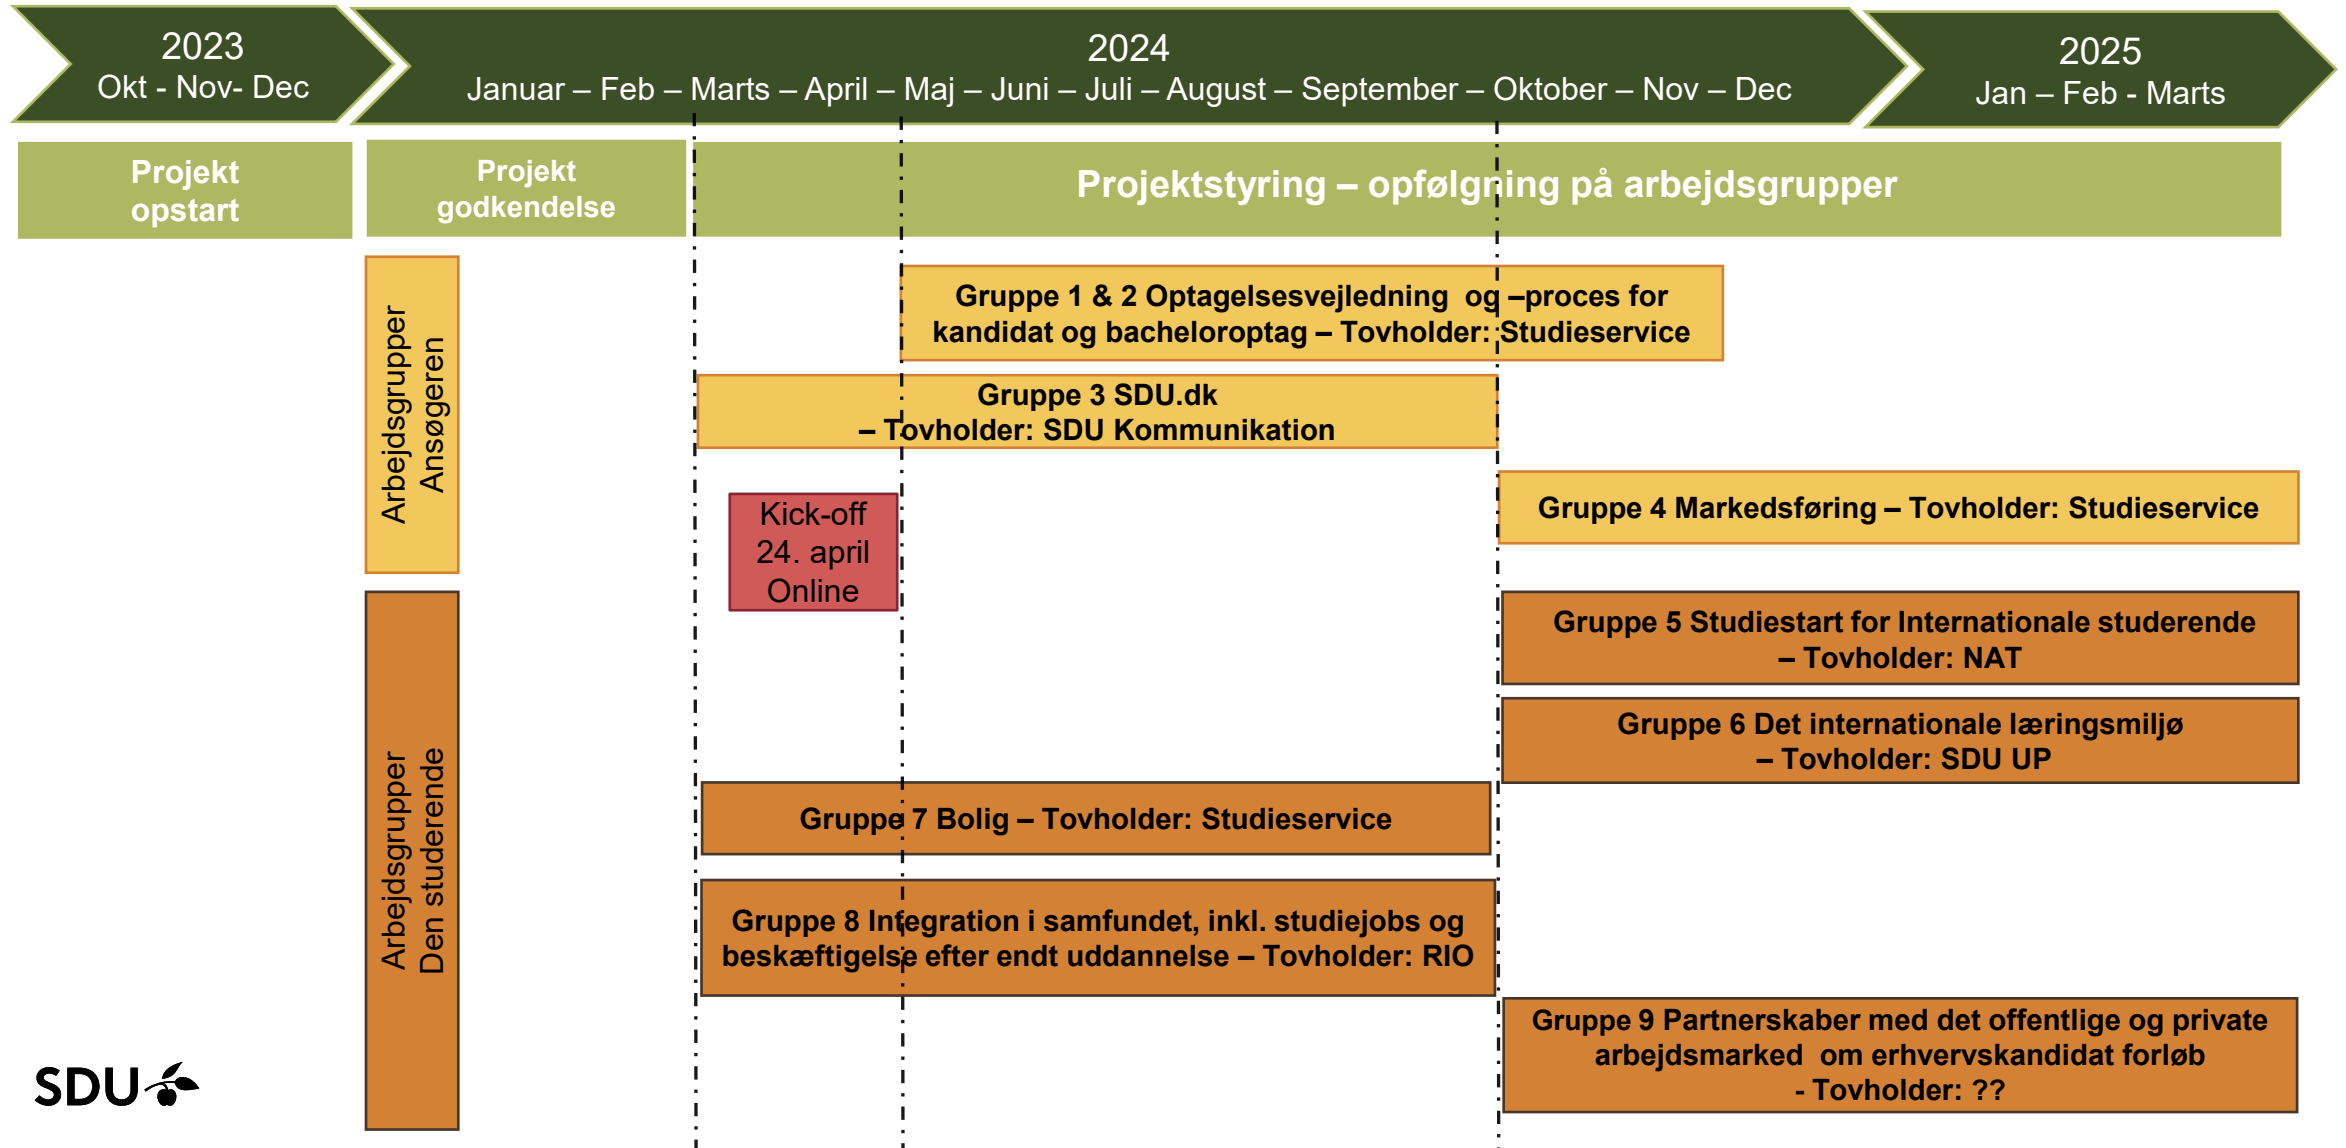 2023
Okt - Nov- Dec
2024
Januar – Feb – Marts – April – Maj – Juni – Juli – August – September – Oktober – Nov – Dec
2025
Jan – Feb - Marts
Projekt
opstart
Projekt
godkendelse
Projektstyring – opfølgning på arbejdsgrupper
Arbejdsgrupper
Ansøgeren
Gruppe 1 & 2 Optagelsesvejledning  og –proces for
kandidat og bacheloroptag – Tovholder: Studieservice
Gruppe 3 SDU.dk
– Tovholder: SDU Kommunikation
Gruppe 4 Markedsføring – Tovholder: Studieservice
Kick-off
24. april
Online
Arbejdsgrupper
Den studerende
Gruppe 5 Studiestart for Internationale studerende
– Tovholder: NAT
Gruppe 6 Det internationale læringsmiljø
– Tovholder: SDU UP
Gruppe 7 Bolig – Tovholder: Studieservice
Gruppe 8 Integration i samfundet, inkl. studiejobs og
beskæftigelse efter endt uddannelse – Tovholder: RIO
Gruppe 9 Partnerskaber med det offentlige og private
arbejdsmarked  om erhvervskandidat forløb
- Tovholder: ??
SDU